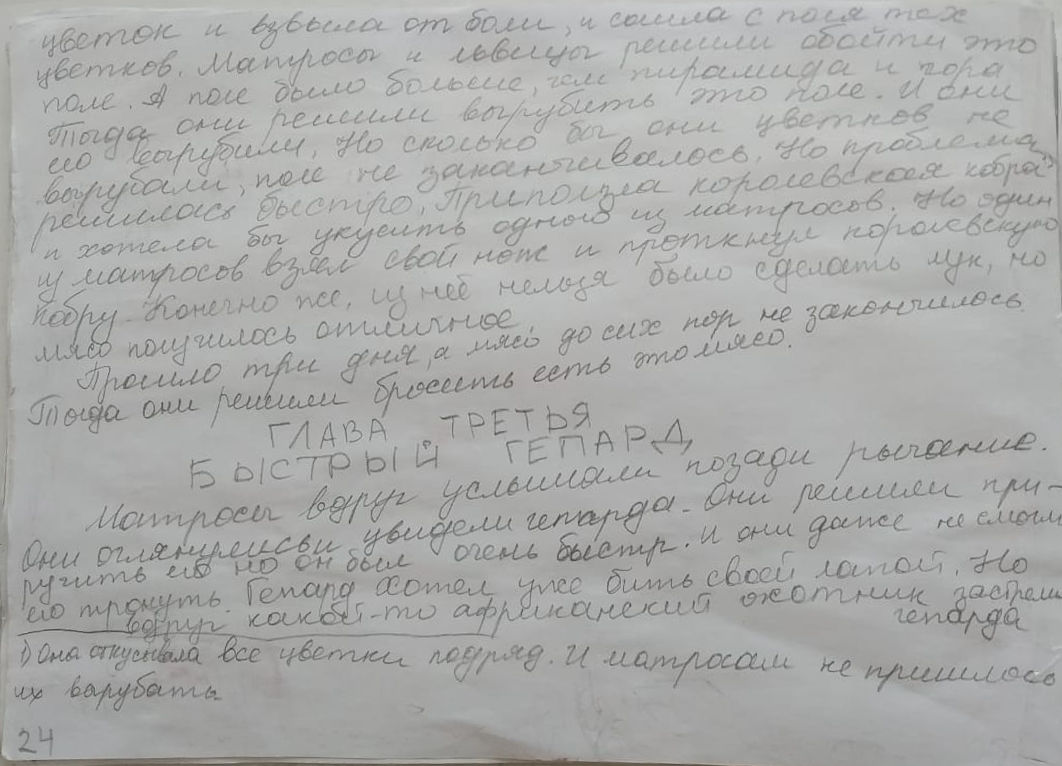 цветок и взвыла от боли, и сошла с поля тех
цветков. Матросы и львицы решили обойти это
поле. А поле было больше, чем пирамида и гора
Тогда они решили вырубить это поле. И они
его вырубили. Но сколько бы они цветков не
вырубали, поле не заканчивалось. Но проблема
решилась быстро. Приползла королевская кобра1)
и хотела бы укусить одного из матросов. Но один
из матросов взял свой нож и проткнул королевскую
кобру. Конечно же, из неё нельзя было сделать лук, но
мясо получилось отличное.
Прошло три дня, а мясо до сих пор не закончилось.
Тогда они решили бросить есть это мясо.
ГЛАВА ТРЕТЬЯ
БЫСТРЫЙ ГЕПАРД
Матросы вдруг услышали позади рычание.
Они оглянулись и увидели гепарда. Они решили при-
ручить его но он был очень быстр. И они даже не смогли
его тронуть. Гепард хотел уже бить своей лапой. Но
вдруг какой-то африканский охотник застрелил
гепарда
1) Она откусывала все цветки подряд. И матросам не пришлось
их варубать.
24